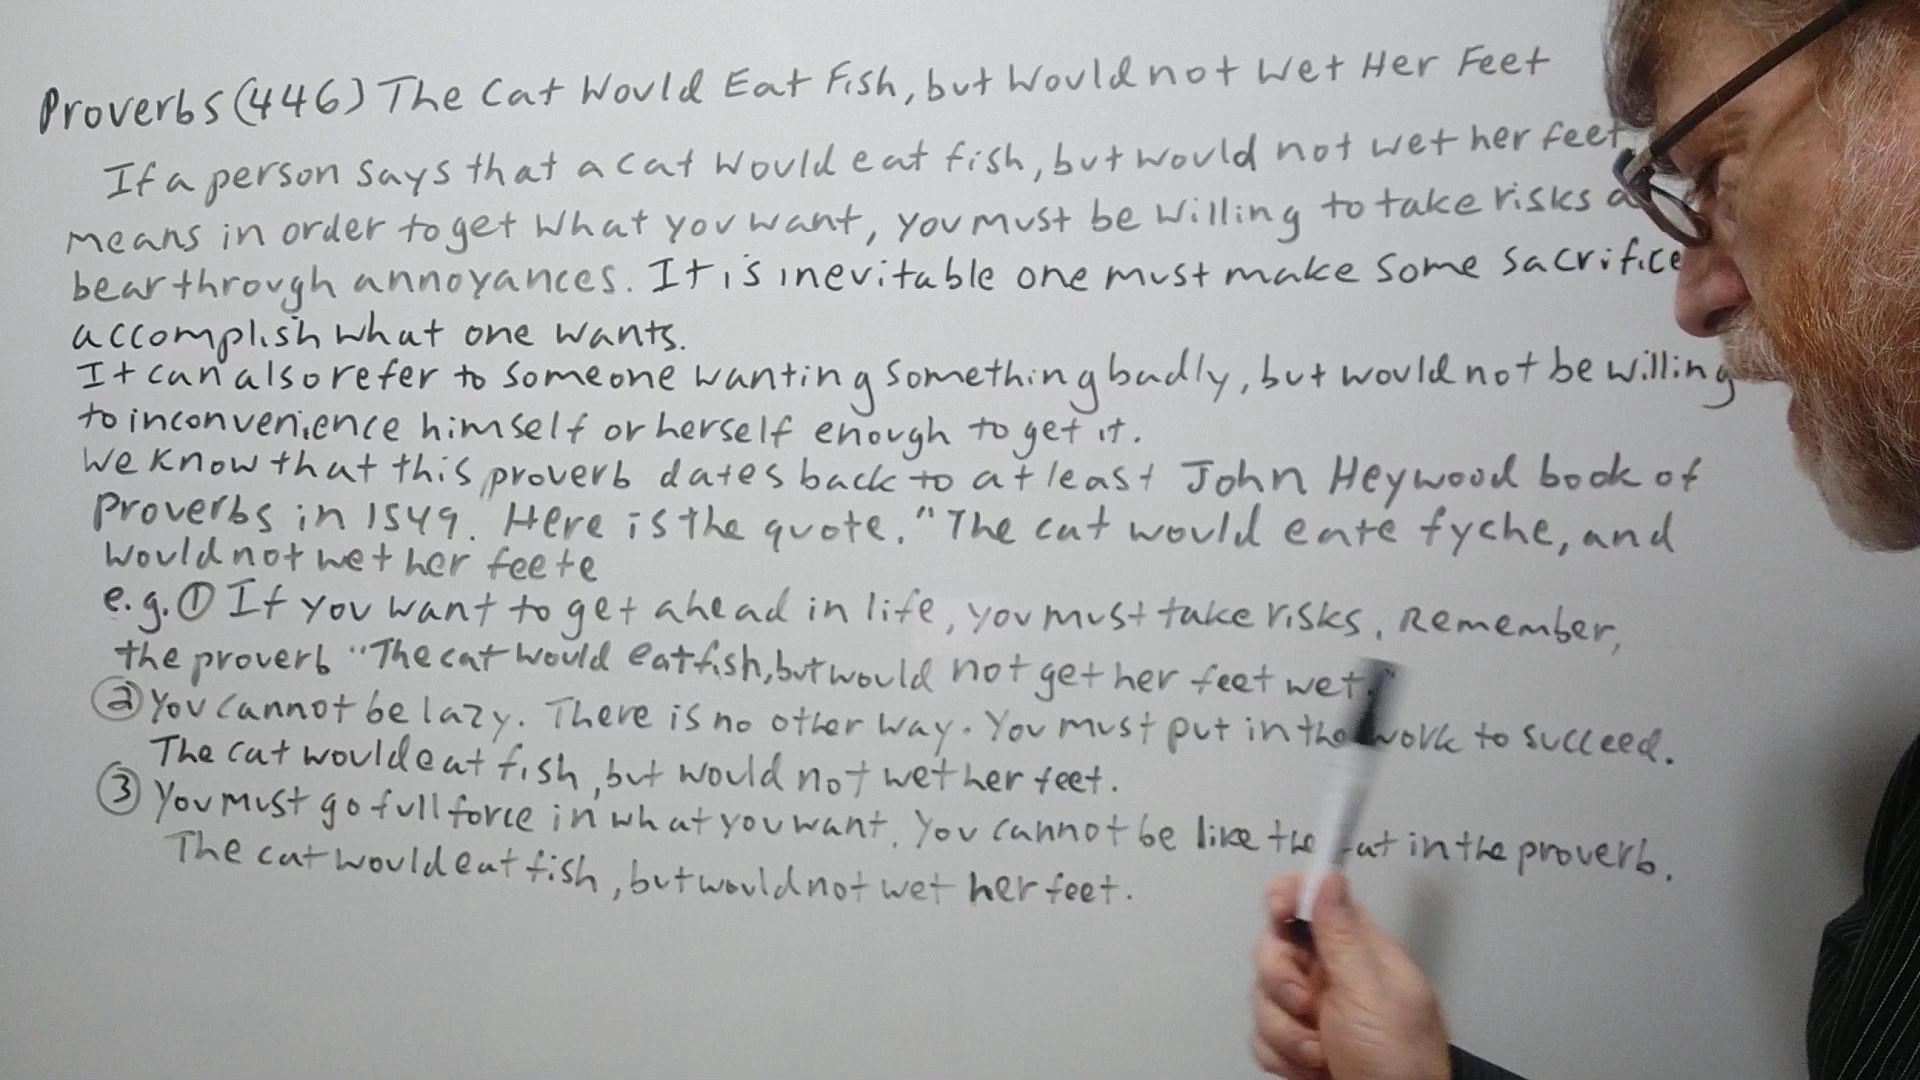 Proverbs (446) The Cat Would Eat Fish, but Would not Wet Her Feet
If a person says that a cat would eat fish, but would not wet her feet
means in order to get what you want, you must be willing to take risks
bear through annoyances. It is inevitable one must make some sacrifice
accomplish what one wants.
It can also refer to someone wanting something badly, but would not be willing
to inconvenience himself or herself enough to get it.
We know that this proverb dates back to at least John Heywood book of
Proverbs in 1549. Here is the quote. "The cat would eate fyche, and
would not wet her feete
e.g. ① If you want to get ahead in life, you must take risks. Remember,
the proverb "The cat would eat fish, but would not get her feet wet."
② You cannot be lazy. There is no other way. You must put in the work to succeed.
The cat would eat fish, but would not wet her feet.
③ You must go full force in what you want. You cannot be like the cat in the proverb.
The cat would eat fish, but would not wet her feet.